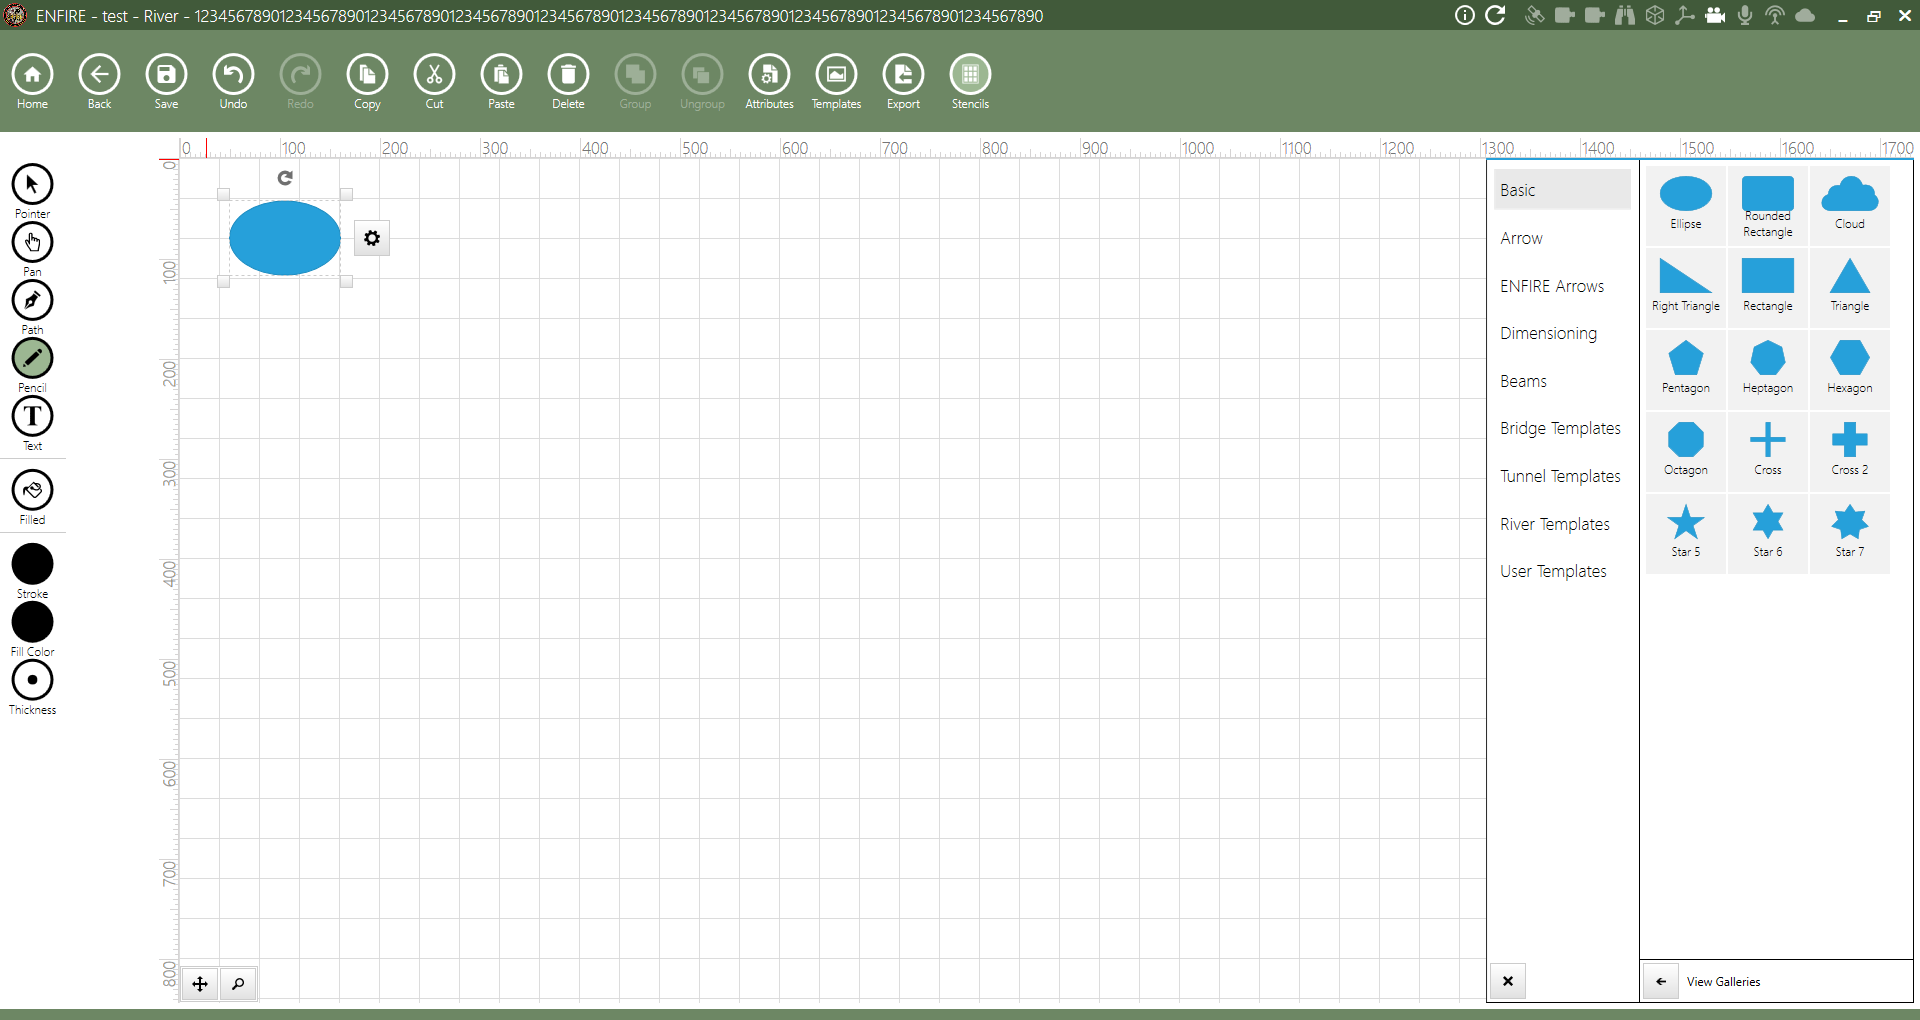 ENFIRE - test - River - 1234567890123456789012345678901234567890123456789012345678901234567890123456789012345678901234567890
Home
Back
Save
Undo
Redo
Copy
Cut
Paste
Delete
Group
Ungroup
Attributes
Templates
Export
Stencils
0 100 200 300 400 500 600 700 800 900 1000 1100 1200 1300 1400 1500 1600 1700
0
100
200
300
400
500
600
700
800
Pointer
Pan
Path
Pencil
T
Text
Filled
Stroke
Fill Color
Thickness
Basic
Arrow
ENFIRE Arrows
Dimensioning
Beams
Bridge Templates
Tunnel Templates
River Templates
User Templates
Ellipse
Rounded
Rectangle
Cloud
Right Triangle
Rectangle
Triangle
Pentagon
Heptagon
Hexagon
Octagon
Cross
Cross 2
Star 5
Star 6
Star 7
View Galleries